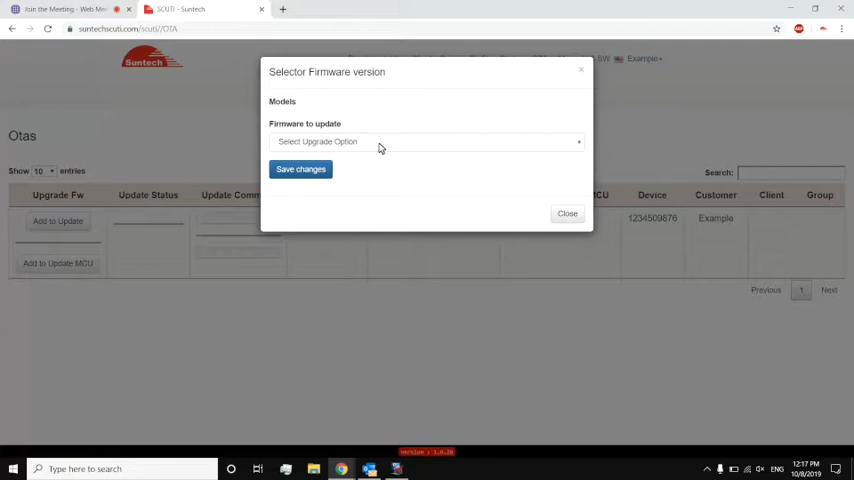 Join the Meeting - Web Me
SCUTI - Suntech
suntechscuti.com/scuti//OTA
Suntech
SW
Example
Selector Firmware version
Models
Firmware to update
Select Upgrade Option
Save changes
Close
Otas
Show 10 entries
Search:
Upgrade Fw
Update Status
Update Comm
MCU
Device
Customer
Client
Group
Add to Update
1234509876
Example
Add to Update MCU
Previous
1
Next
version : 1.0.20
Type here to search
ENG
12:17 PM
10/8/2019